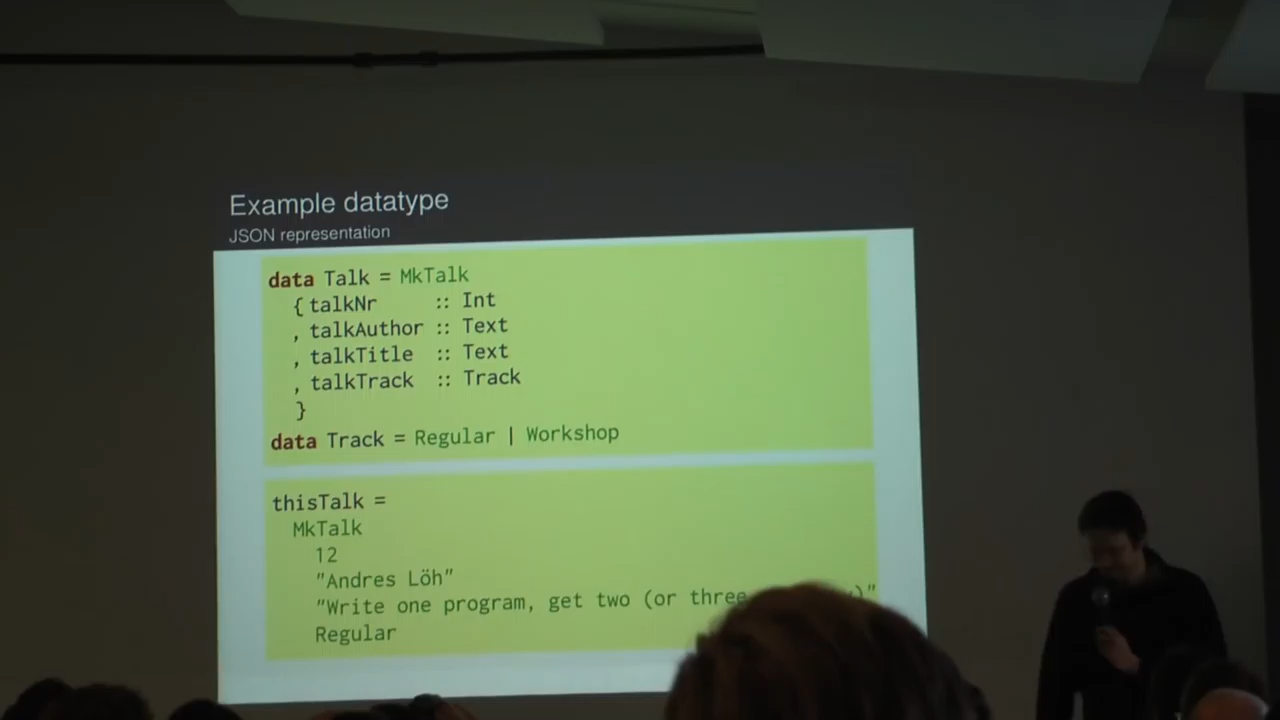 Example datatype
JSON representation
data Talk = MkTalk
{ talkNr :: Int
, talkAuthor :: Text
, talkTitle :: Text
, talkTrack :: Track
}
data Track = Regular | Workshop
thisTalk =
MkTalk
12
"Andres Löh"
"Write one program, get two (or three )"
Regular